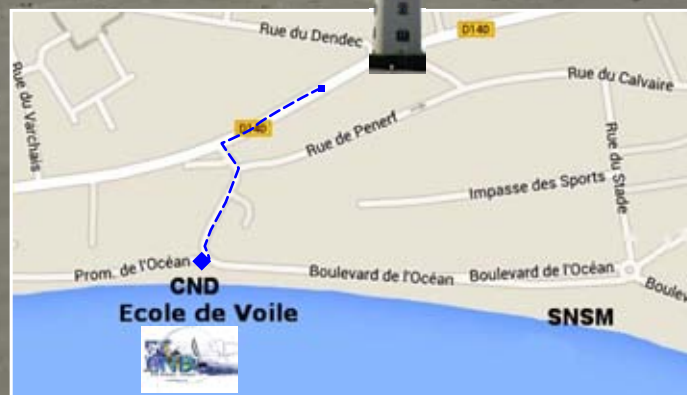 Rue du Dendec
D140
Rue du Calvaire
Rue du Varchais
D140
Rue de Penerf
Rue du Stade
Impasse des Sports
Prom. de l'Océan
Boulevard de l'Océan
Boulevard de l'Océan
CND
Ecole de Voile
SNSM